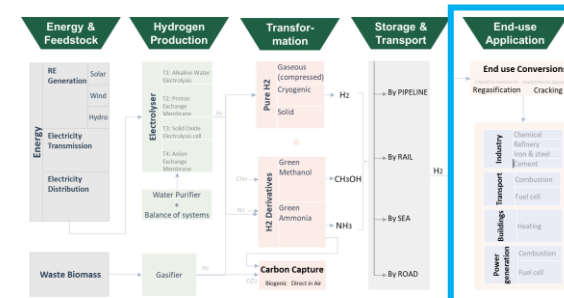 Energy &
Feedstock
Hydrogen
Production
Transfor-
mation
Storage &
Transport
End-use
Application
RE
Generation
Solar
Wind
Hydro
Energy
Electricity
Transmission
Electricity
Distribution
Waste Biomass
Electrolyser
T1: Alkaline Water
Electrolysis
T2: Proton
Exchange
Membrane
T3: Solid Oxide
Electrolysis cell
T4: Anion
Exchange
Membrane
Water Purifier
+
Balance of systems
Gasifier
H₂
CH₄
N₂
H₂
CO₂
Pure H2
Gaseous
(compressed)
Cryogenic
Solid
H2 Derivatives
Green
Methanol
Green
Ammonia
Carbon Capture
Biogenic Direct in Air
H₂
CH3OH
NH₃
By PIPELINE
By RAIL
By SEA
By ROAD
H₂
End use Conversions
Regasification
Cracking
Industry
Chemical
Refinery
Iron & steel
Cement
Transport
Combustion
Fuel cell
Buildings
Heating
Power
generation
Combustion
Fuel cell